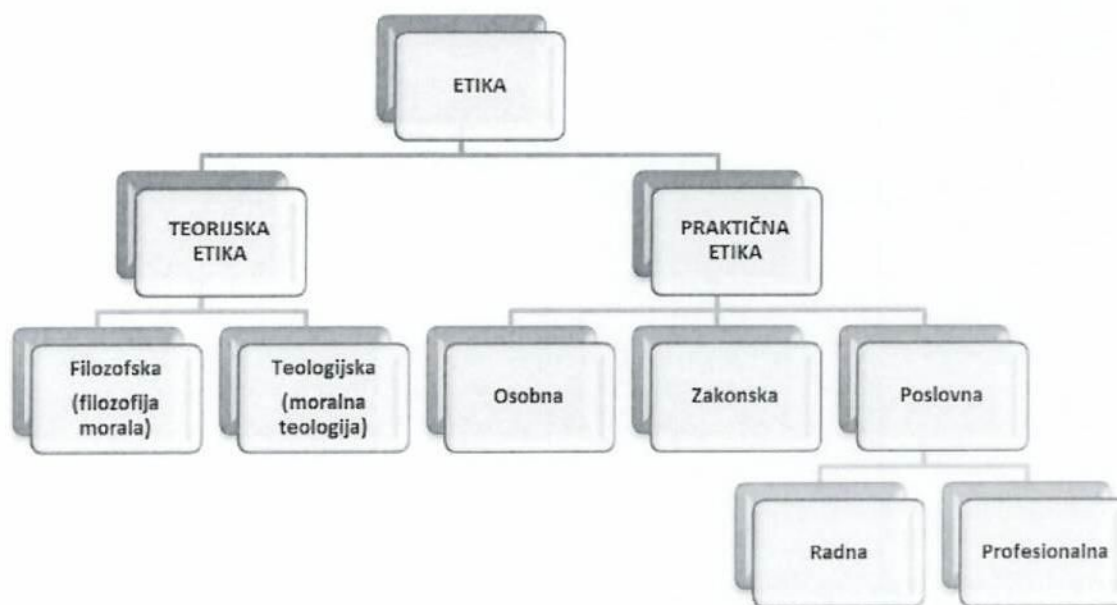 ETIKA
TEORIJSKA
ETIKA
PRAKTIČNA
ETIKA
Filozofska
(filozofija
morala)
Teologijska
(moralna
teologija)
Osobna
Zakonska
Poslovna
Radna
Profesionalna